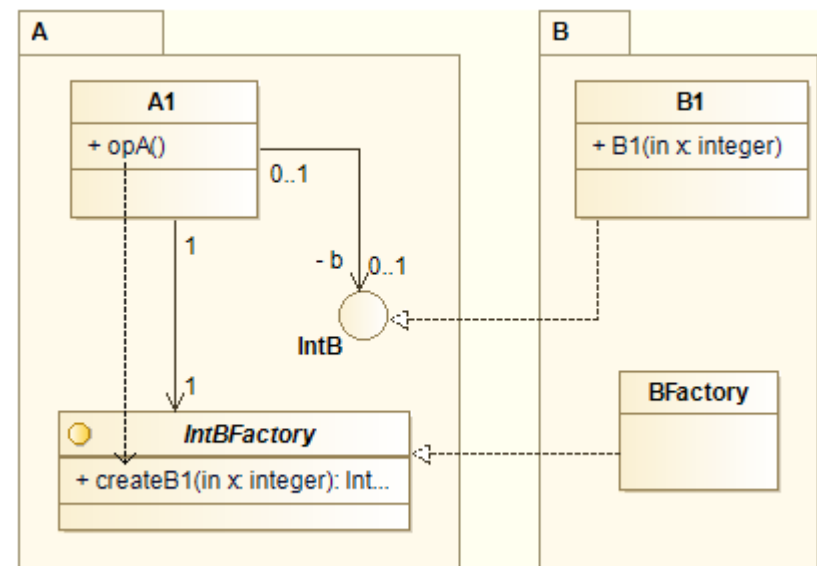 A
B
A1
+ opA()
B1
+ B1(in x: integer)
0..1
1
- b
0..1
IntB
1
IntBFactory
+ createB1(in x: integer): Int...
BFactory